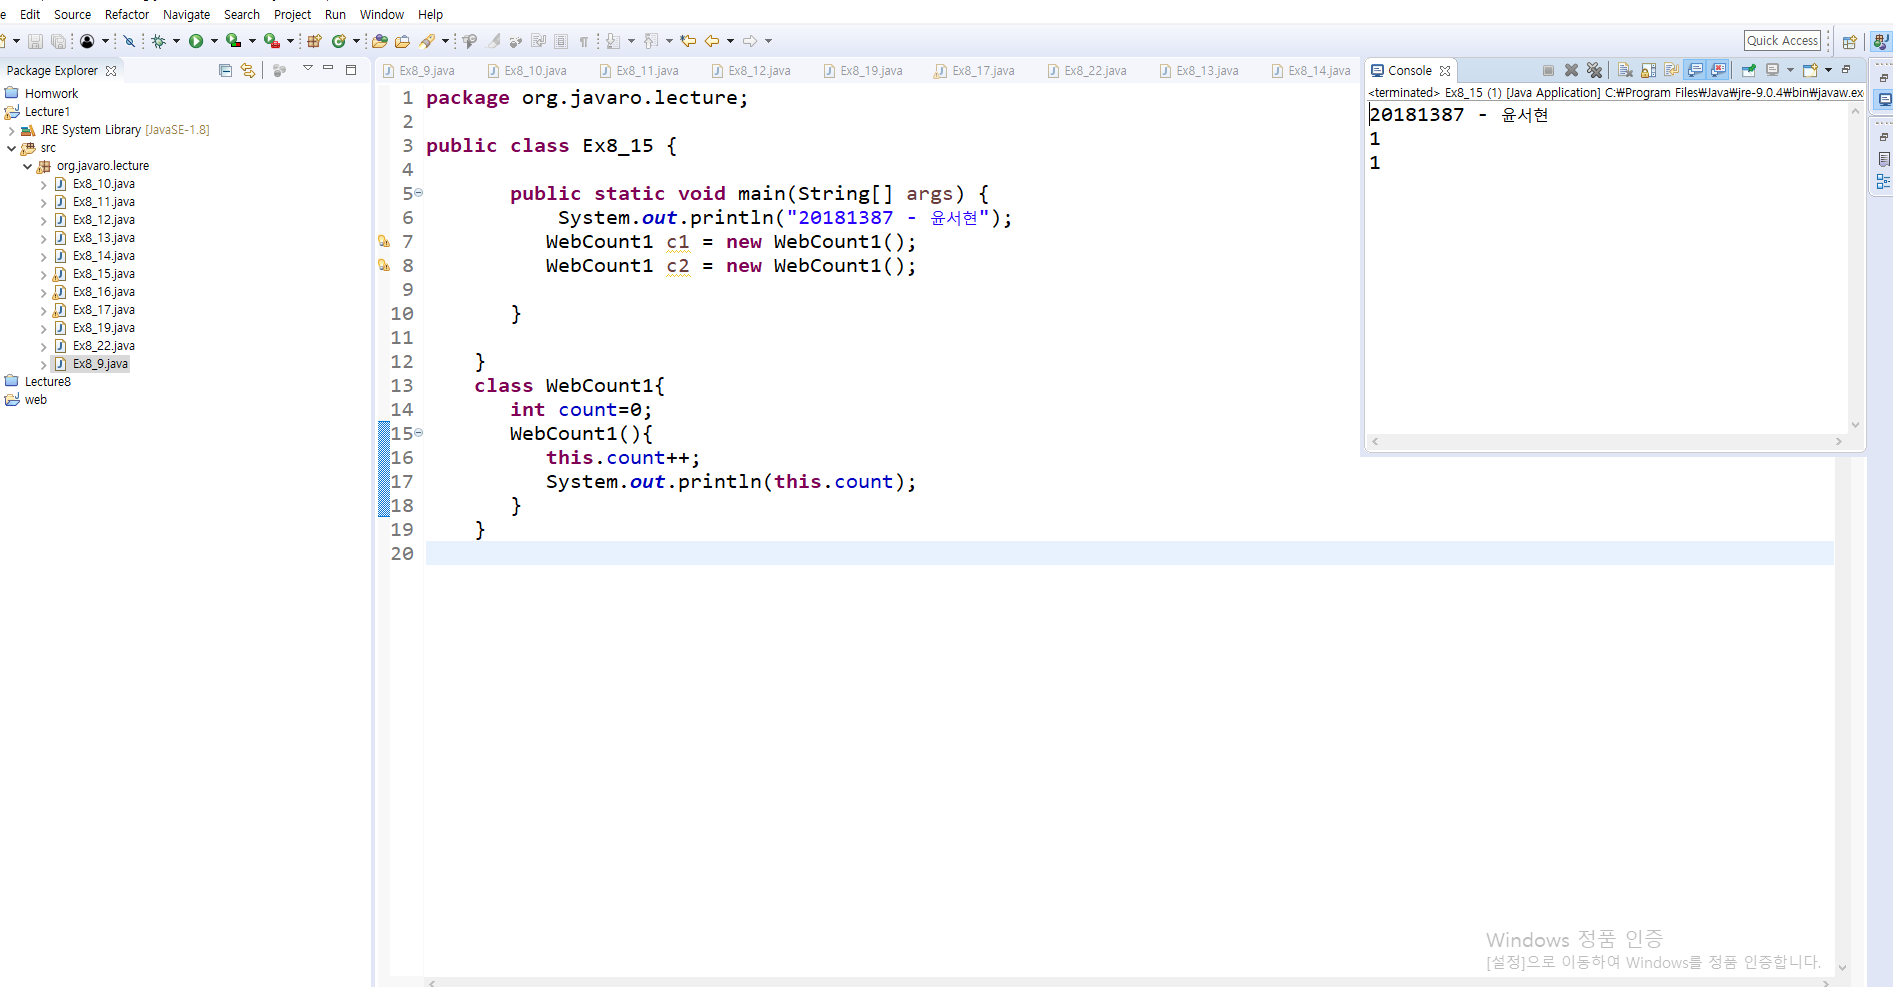 Edit Source Refactor Navigate Search Project Run Window Help
Quick Access
Package Explorer
Homwork
Lecture1
JRE System Library [JavaSE-1.8]
src
org.javaro.lecture
Ex8_10.java
Ex8_11.java
Ex8_12.java
Ex8_13.java
Ex8_14.java
Ex8_15.java
Ex8_16.java
Ex8_17.java
Ex8_19.java
Ex8_22.java
Ex8_9.java
Lecture8
web
Ex8_9.java Ex8_10.java Ex8_11.java Ex8_12.java Ex8_19.java Ex8_17.java Ex8_22.java Ex8_13.java Ex8_14.java
1 package org.javaro.lecture;
2
3 public class Ex8_15 {
4
5 public static void main(String[] args) {
6 System.out.println("20181387 - 윤서현");
7 WebCount1 c1 = new WebCount1();
8 WebCount1 c2 = new WebCount1();
9
10 }
11
12 }
13 class WebCount1{
14 int count=0;
15 WebCount1(){
16 this.count++;
17 System.out.println(this.count);
18 }
19 }
20
Console
<terminated> Ex8_15 (1) [Java Application] C:₩Program Files₩Java₩jre-9.0.4₩bin₩javaw.ex
20181387 - 윤서현
1
1
Windows 정품 인증
[설정]으로 이동하여 Windows를 정품 인증합니다.